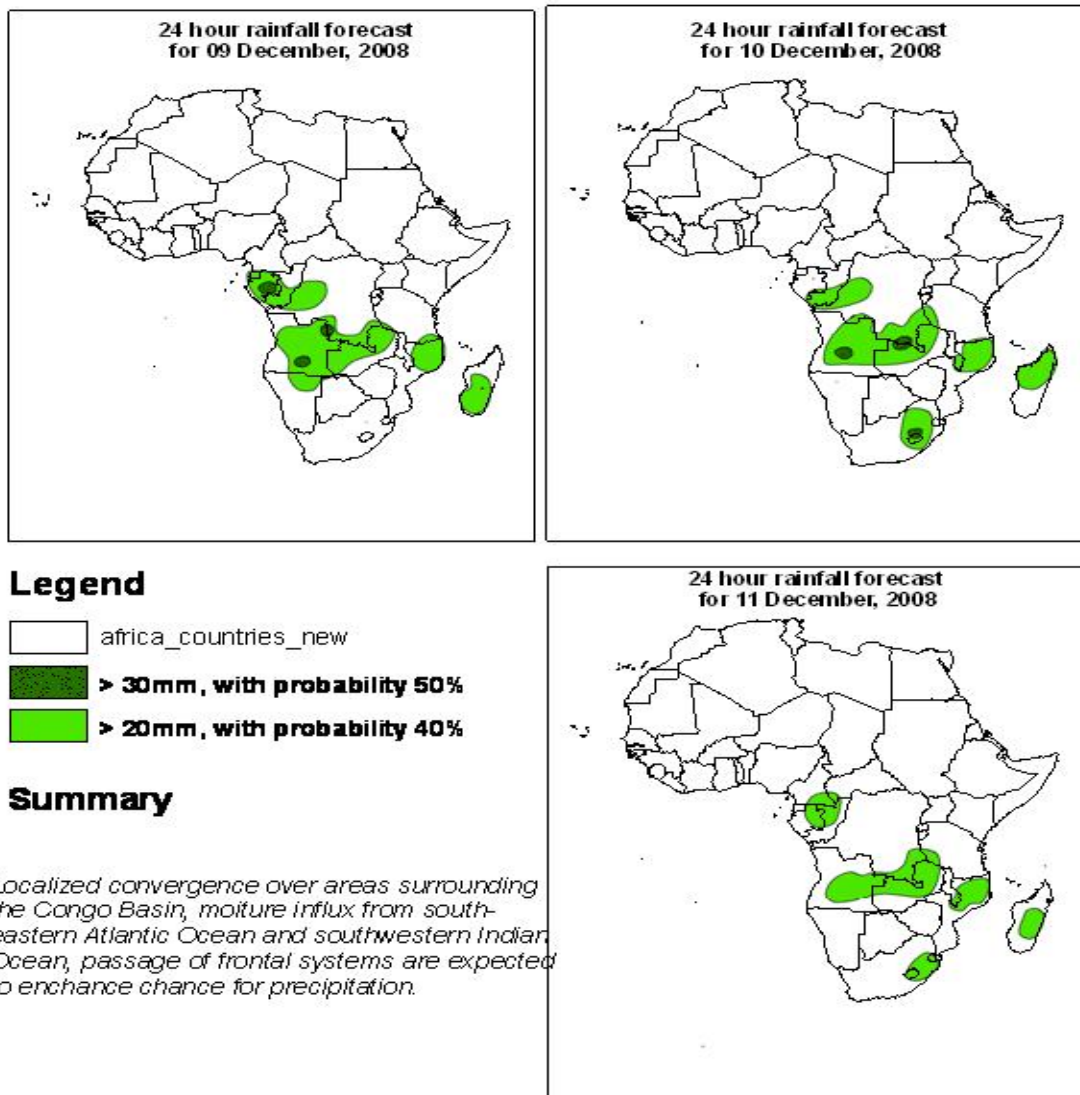 24 hour rainfall forecast
for 09 December, 2008
24 hour rainfall forecast
for 10 December, 2008
Legend
africa_countries_new
> 30mm, with probability 50%
> 20mm, with probability 40%
24 hour rainfall forecast
for 11 December, 2008
Summary
Localized convergence over areas surrounding
he Congo Basin, moiture influx from south-
eastern Atlantic Ocean and southwestern Indian
Ocean, passage of frontal systems are expected
o enchance chance for precipitation.